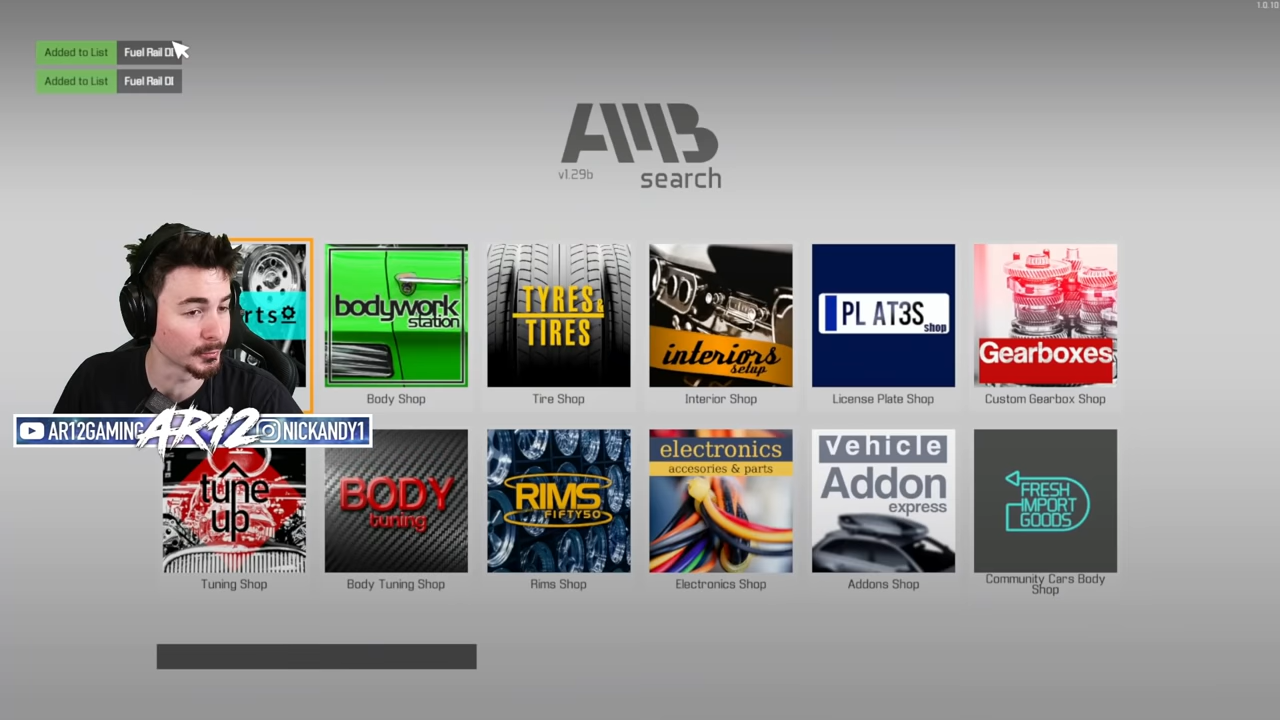 1.0.10
Added to List Fuel Rail 01
Added to List Fuel Rail 01
AMB
v1.29b
search
rts
bodywork
station
TYRES &
TIRES
interiors
setup
PL AT3S
shop
Gearboxes
Body Shop
Tire Shop
Interior Shop
License Plate Shop
Custom Gearbox Shop
AR12GAMING
AR12
NICKANDY1
tune
up
BODY
tuning
RIMS
FIFTY50
electronics
accesories & parts
vehicle
Addon
express
FRESH
IMPORT
GOODS
Tuning Shop
Body Tuning Shop
Rims Shop
Electronics Shop
Addons Shop
Community Cars Body
Shop